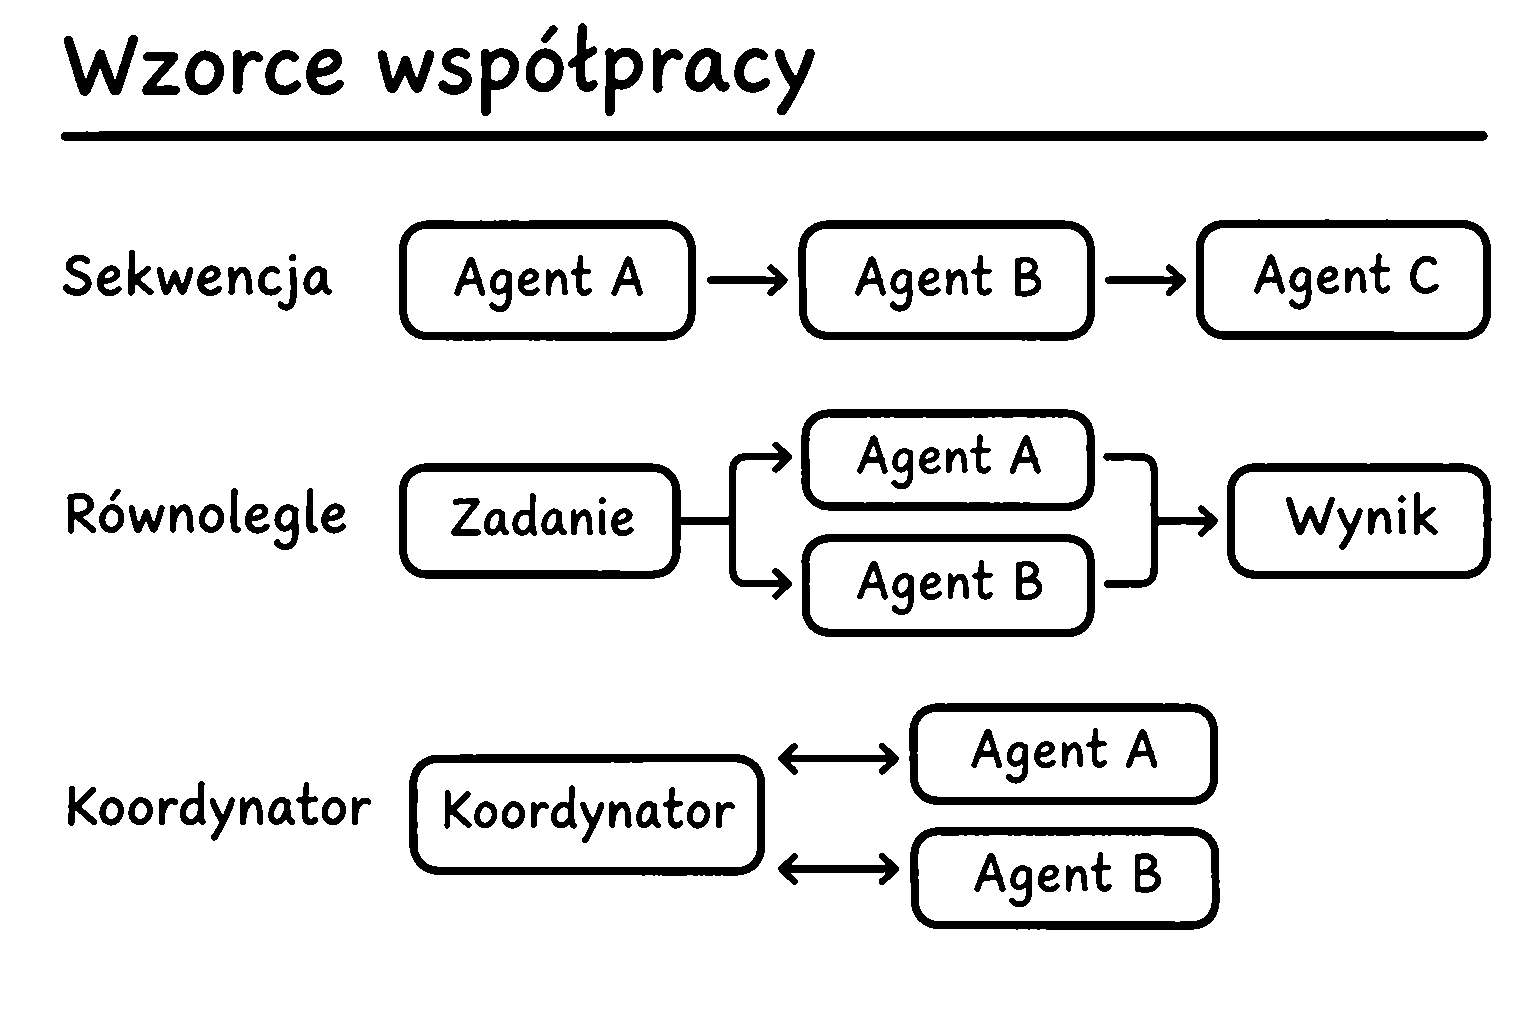 Wzorce współpracy
Sekwencja
Agent A
Agent B
Agent C
Równolegle
Zadanie
Agent A
Agent B
Wynik
Koordynator
Koordynator
Agent A
Agent B